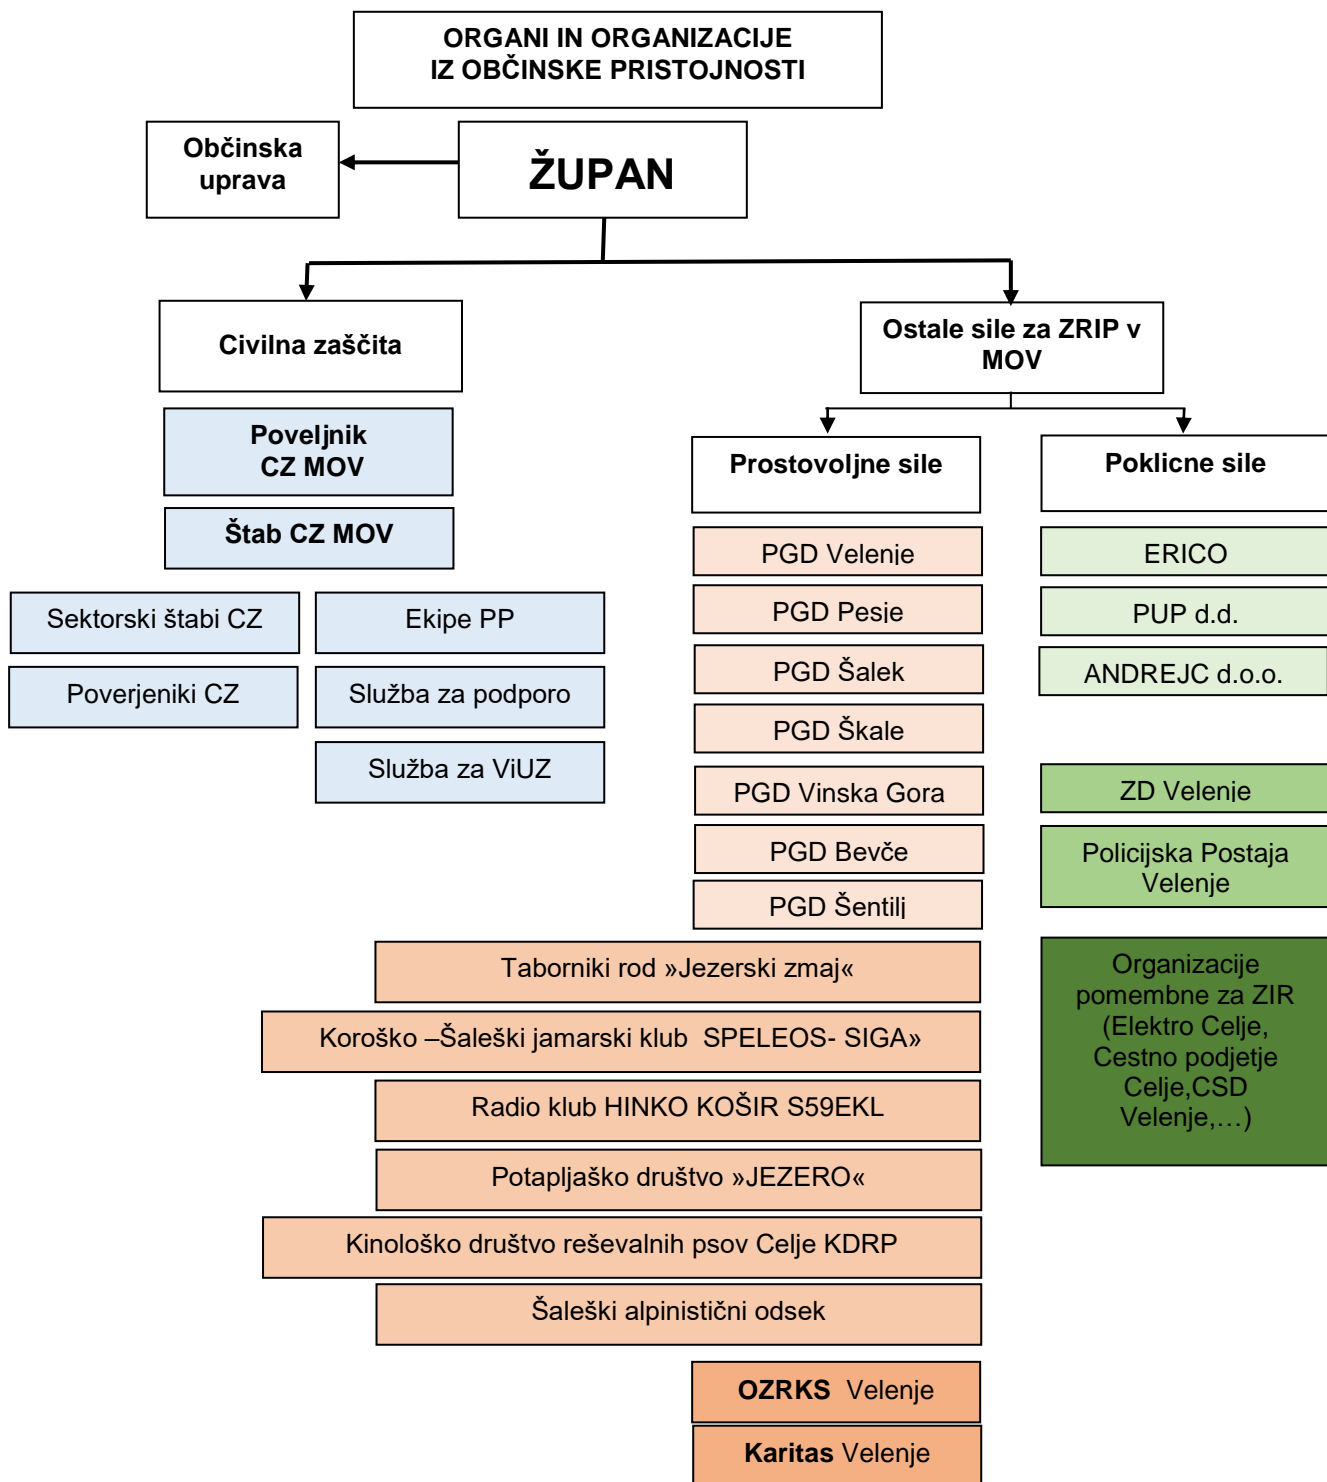 ORGANI IN ORGANIZACIJE
IZ OBČINSKE PRISTOJNOSTI
Občinska
uprava
ŽUPAN
Civilna zaščita
Ostale sile za ZRIP v
MOV
Poveljnik
CZ MOV
Štab CZ MOV
Sektorski štabi CZ
Ekipe PP
Poverjeniki CZ
Služba za podporo
Služba za ViUZ
Prostovoljne sile
Poklicne sile
PGD Velenje
PGD Pesje
PGD Šalek
PGD Škale
PGD Vinska Gora
PGD Bevče
PGD Šentilj
Taborniki rod »Jezerski zmaj«
Koroško –Šaleški jamarski klub SPELEOS- SIGA»
Radio klub HINKO KOŠIR S59EKL
Potapljaško društvo »JEZERO«
Kinološko društvo reševalnih psov Celje KDRP
Šaleški alpinistični odsek
OZRKS Velenje
Karitas Velenje
ERICO
PUP d.d.
ANDREJC d.o.o.
ZD Velenje
Policijska Postaja
Velenje
Organizacije
pomembne za ZIR
(Elektro Celje,
Cestno podjetje
Celje,CSD
Velenje,…)